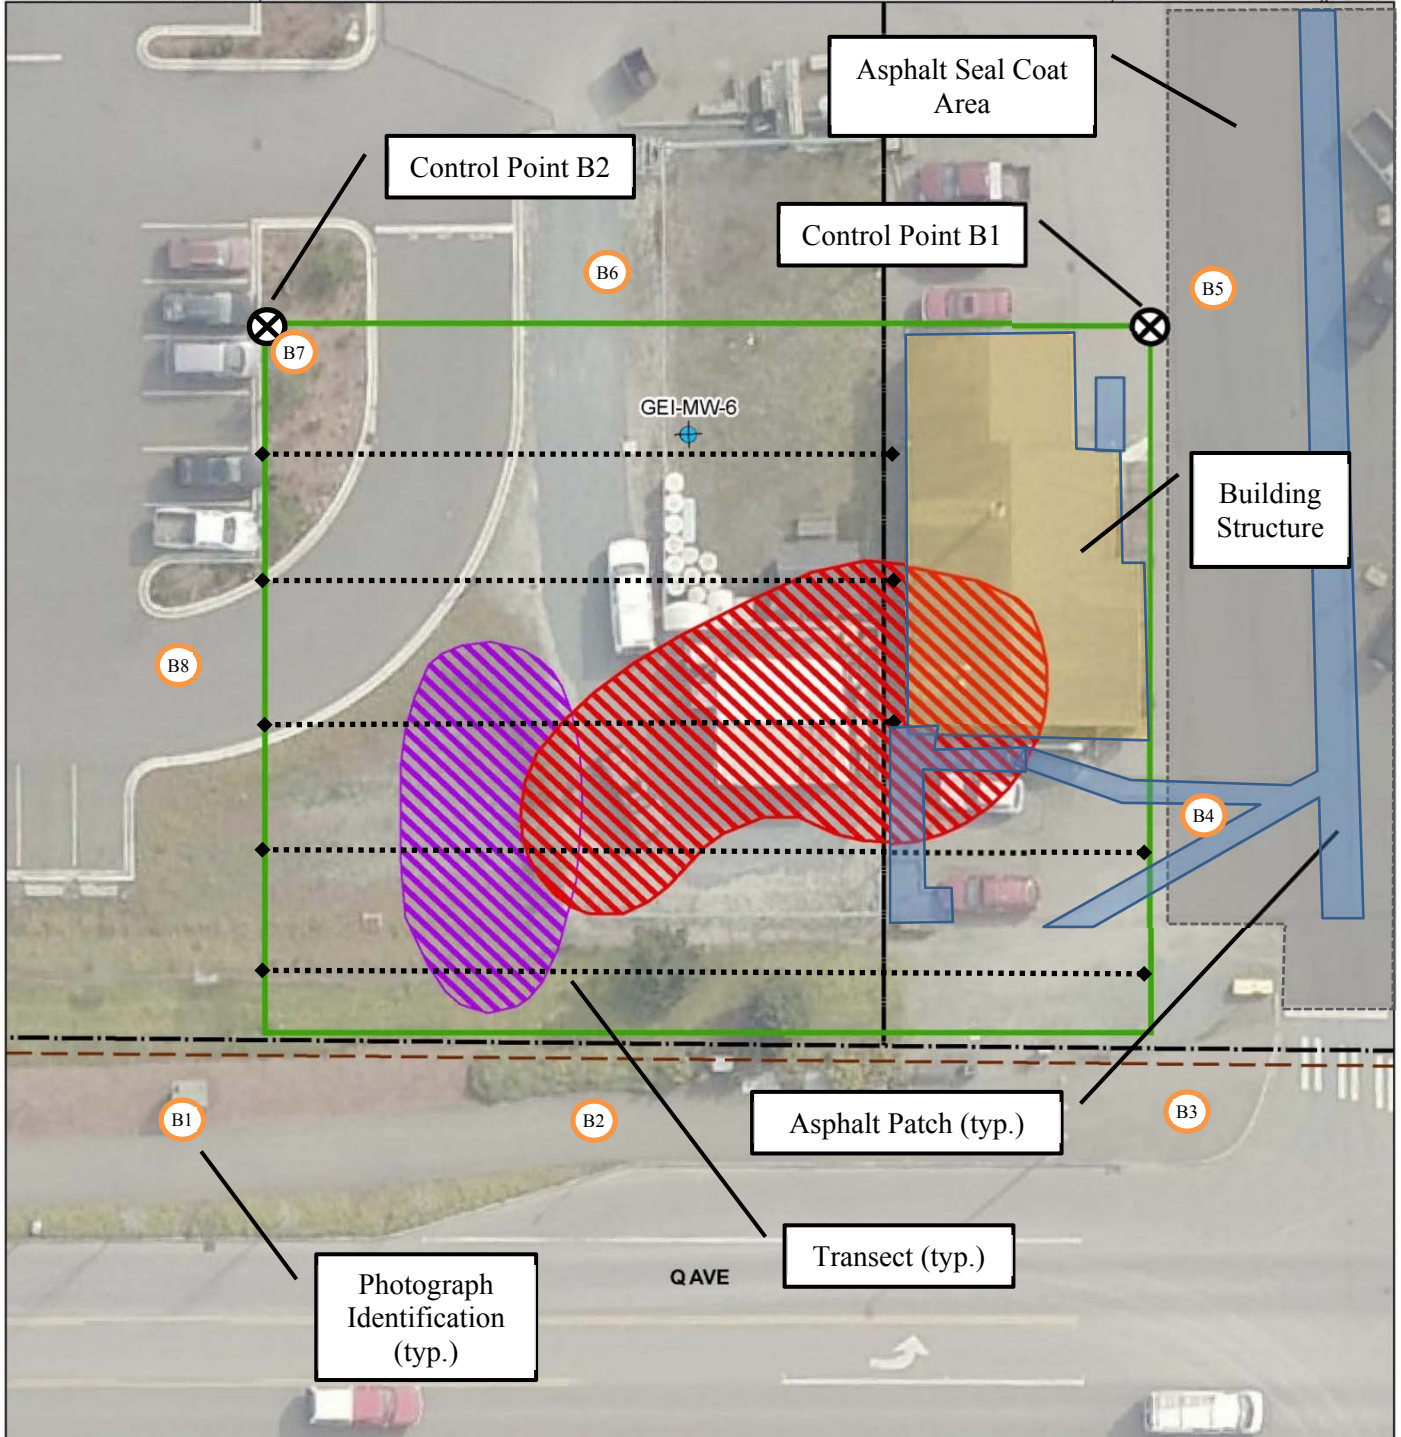 Asphalt Seal Coat
Area
Control Point B2
Control Point B1
B6
B5
B7
GEI-MW-6
Building
Structure
B8
B4
B1
B2
Asphalt Patch (typ.)
B3
Transect (typ.)
Photograph
Identification
(typ.)
Q AVE